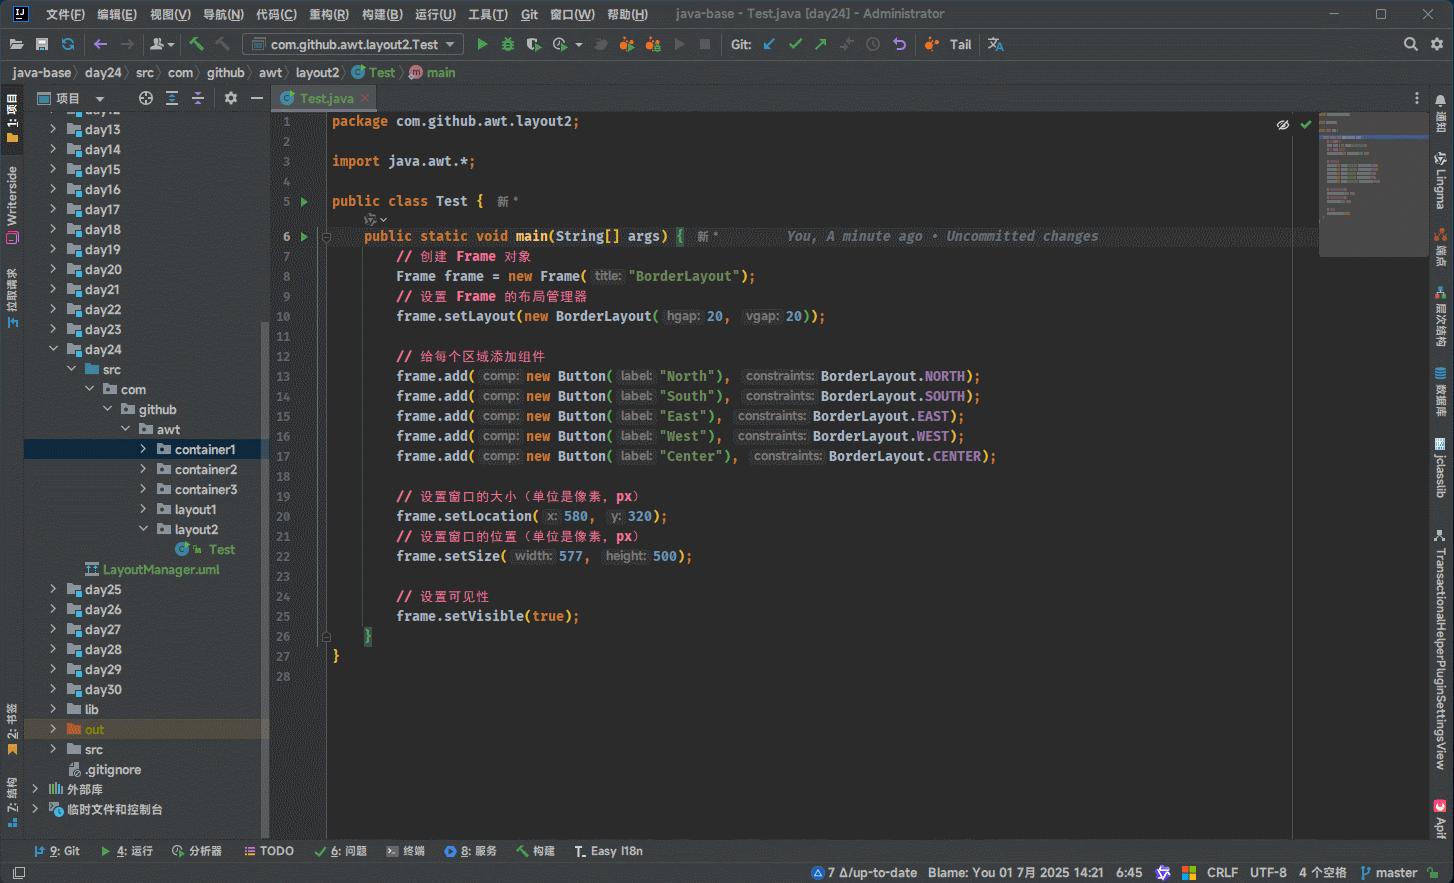 文件(F) 编辑(E) 视图(V) 导航(N) 代码(C) 重构(R) 构建(B) 运行(U) 工具(T) Git 窗口(W) 帮助(H) java-base - Test.java [day24] - Administrator
com.github.awt.layout2.Test Git: Tail
java-base day24 src com github awt layout2 Test main
项目 Test.java
1: 项目
Writerside
拉取请求
2: 书签
7: 结构
day13
day14
day15
day16
day17
day18
day19
day20
day21
day22
day23
day24
src
com
github
awt
container1
container2
container3
layout1
layout2
Test
LayoutManager.uml
day25
day26
day27
day28
day29
day30
lib
out
src
.gitignore
外部库
临时文件和控制台
1 package com.github.awt.layout2;
2
3 import java.awt.*;
4
5 public class Test { 新 *
6 public static void main(String[] args) { 新 * You, A minute ago • Uncommitted changes
7 // 创建 Frame 对象
8 Frame frame = new Frame( title: "BorderLayout");
9 // 设置 Frame 的布局管理器
10 frame.setLayout(new BorderLayout( hgap: 20, vgap: 20));
11
12 // 给每个区域添加组件
13 frame.add( comp: new Button( label: "North"), constraints: BorderLayout.NORTH);
14 frame.add( comp: new Button( label: "South"), constraints: BorderLayout.SOUTH);
15 frame.add( comp: new Button( label: "East"), constraints: BorderLayout.EAST);
16 frame.add( comp: new Button( label: "West"), constraints: BorderLayout.WEST);
17 frame.add( comp: new Button( label: "Center"), constraints: BorderLayout.CENTER);
18
19 // 设置窗口的大小（单位是像素，px）
20 frame.setLocation( x: 580, y: 320);
21 // 设置窗口的位置（单位是像素，px）
22 frame.setSize( width: 577, height: 500);
23
24 // 设置可见性
25 frame.setVisible(true);
26 }
27 }
28
通知
Lingma
端点
层次结构
数据库
jclasslib
TransactionalHelperPluginSettingsView
Apif
9: Git 4: 运行 分析器 TODO 6: 问题 终端 8: 服务 构建 Easy I18n
7 Δ/up-to-date Blame: You 01 7月 2025 14:21 6:45 CRLF UTF-8 4 个空格 master